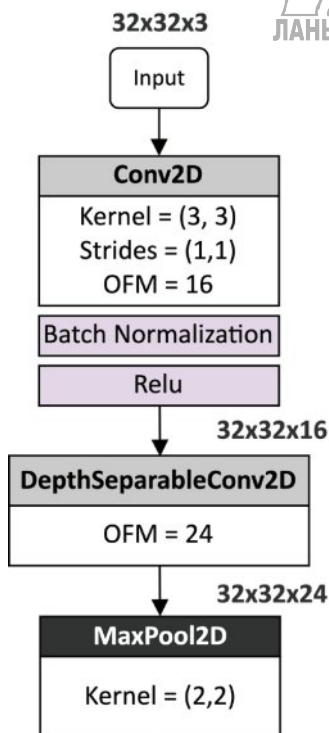 32x32x3
ЛАНЬ
Input
Conv2D
Kernel = (3, 3)
Strides = (1,1)
OFM = 16
Batch Normalization
Relu
32x32x16
DepthSeparableConv2D
OFM = 24
32x32x24
MaxPool2D
Kernel = (2,2)